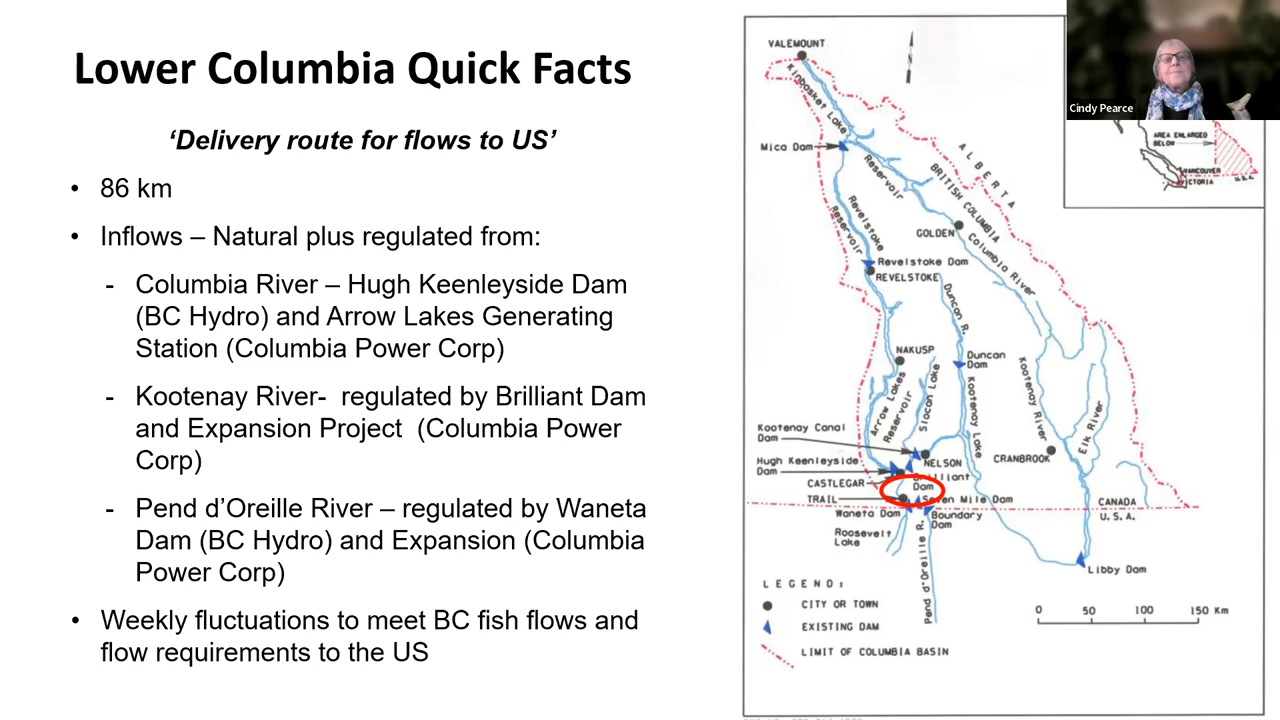 Lower Columbia Quick Facts
‘Delivery route for flows to US’
• 86 km
• Inflows – Natural plus regulated from:
- Columbia River – Hugh Keenleyside Dam
(BC Hydro) and Arrow Lakes Generating
Station (Columbia Power Corp)
- Kootenay River- regulated by Brilliant Dam
and Expansion Project (Columbia Power
Corp)
- Pend d’Oreille River – regulated by Waneta
Dam (BC Hydro) and Expansion (Columbia
Power Corp)
• Weekly fluctuations to meet BC fish flows and
flow requirements to the US
Cindy Pearce
AREA ENLARGED
BELOW
VANCOUVER
VICTORIA
U.S.A.
VALEMOUNT
Kinbasket Lake
Reservoir
Mica Dam
ALBERTA
BRITISH COLUMBIA
GOLDEN
Columbia River
Revelstoke
Reservoir
Revelstoke Dam
REVELSTOKE
Duncan R.
NAKUSP
Duncan
Dam
Arrow Lakes
Reservoir
Slocan Lake
Kootenay Lake
Kootenay River
Elk River
Kootenay Canal
Dam
Hugh Keenleyside
Dam
NELSON
CRANBROOK
CASTLEGAR
Brilliant
Dam
TRAIL
Seven Mile Dam
CANADA
U.S.A.
Waneta Dam
Boundary
Dam
Roosevelt
Lake
Pend d'Oreille R.
Libby Dam
LEGEND:
CITY OR TOWN
EXISTING DAM
LIMIT OF COLUMBIA BASIN
0 50 100 150 Km